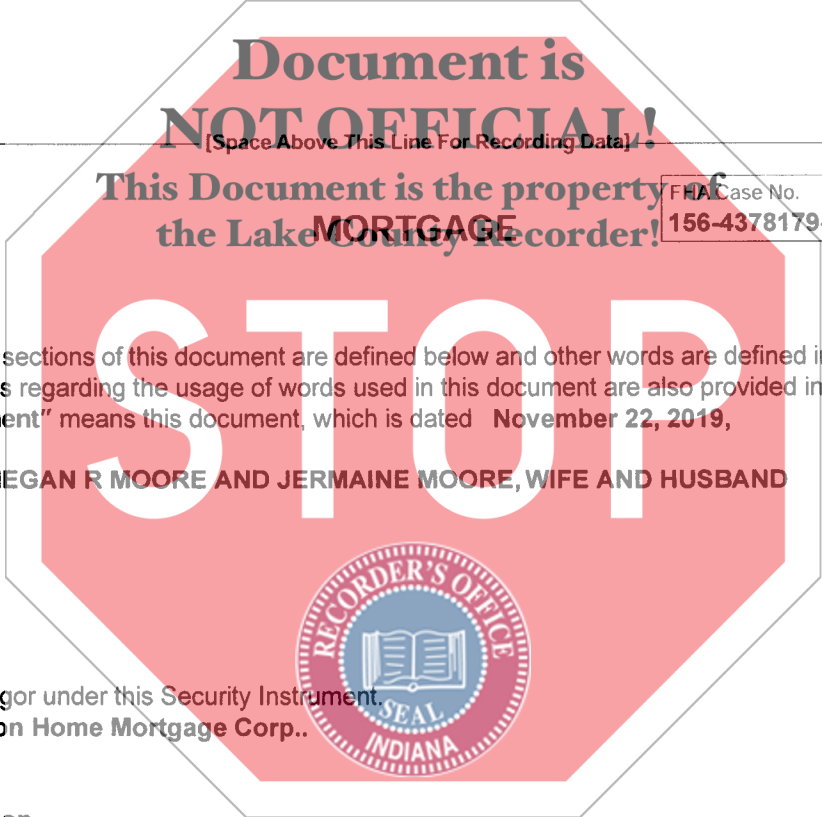 Document is
NOT OFFICIAL!
[Space Above This Line For Recording Data]
This Document is the property of
FHA Case No.
the Lake County Recorder!
MORTGAGE
156-4378179-
STOP
sections of this document are defined below and other words are defined i
s regarding the usage of words used in this document are also provided in
ent" means this document, which is dated November 22, 2019,
EGAN R MOORE AND JERMAINE MOORE, WIFE AND HUSBAND
RECORDER'S OFFICE
gor under this Security Instrument.
on Home Mortgage Corp..
SEAL
INDIANA